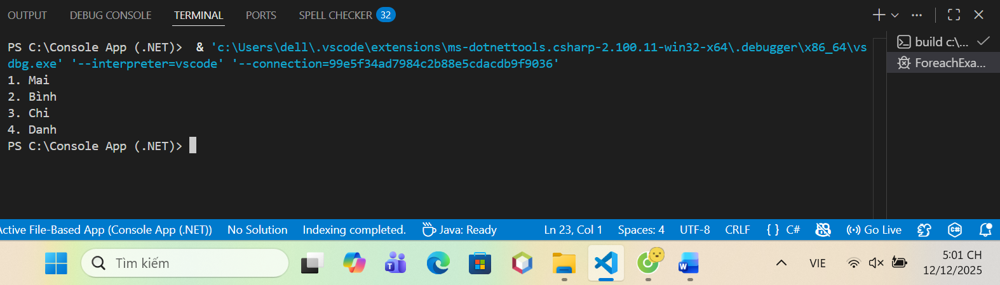 OUTPUT DEBUG CONSOLE TERMINAL PORTS SPELL CHECKER 32
PS C:\Console App (.NET)>  & 'c:\Users\dell\.vscode\extensions\ms-dotnettools.csharp-2.100.11-win32-x64\.debugger\x86_64\vs
dbg.exe' '--interpreter=vscode' '--connection=99e5f34ad7984c2b88e5cdacdb9f9036'
1. Mai
2. Bình
3. Chi
4. Danh
PS C:\Console App (.NET)>
build c:\...
ForeachExa...
Active File-Based App (Console App (.NET)) No Solution Indexing completed. Java: Ready Ln 23, Col 1 Spaces: 4 UTF-8 CRLF { } C# Go Live
Tìm kiếm
VIE
5:01 CH
12/12/2025